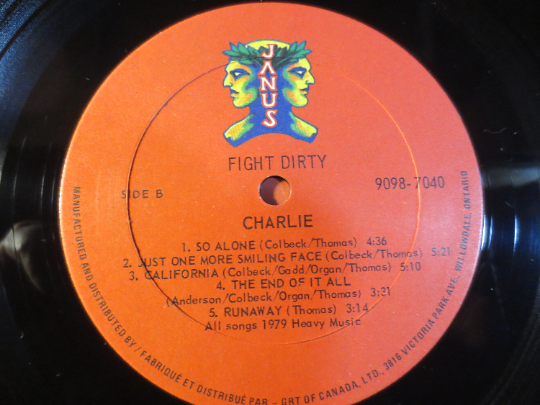 JANUS
FIGHT DIRTY
SIDE B
9098-7040
CHARLIE
1. SO ALONE (Colbeck/Thomas) 4:36
2. JUST ONE MORE SMILING FACE (Colbeck/Thomas) 5:21
3. CALIFORNIA (Colbeck/Gadd/Organ/Thomas) 5:10
4. THE END OF IT ALL
(Anderson/Colbeck/Organ/Thomas) 3:31
5. RUNAWAY (Thomas) 3:14
All songs 1979 Heavy Music
MANUFACTURED AND DISTRIBUTED BY / FABRIQUÉ ET DISTRIBUÉ PAR - GRT OF CANADA, LTD., 3816 VICTORIA PARK AVE. WILLOWDALE, ONTARIO